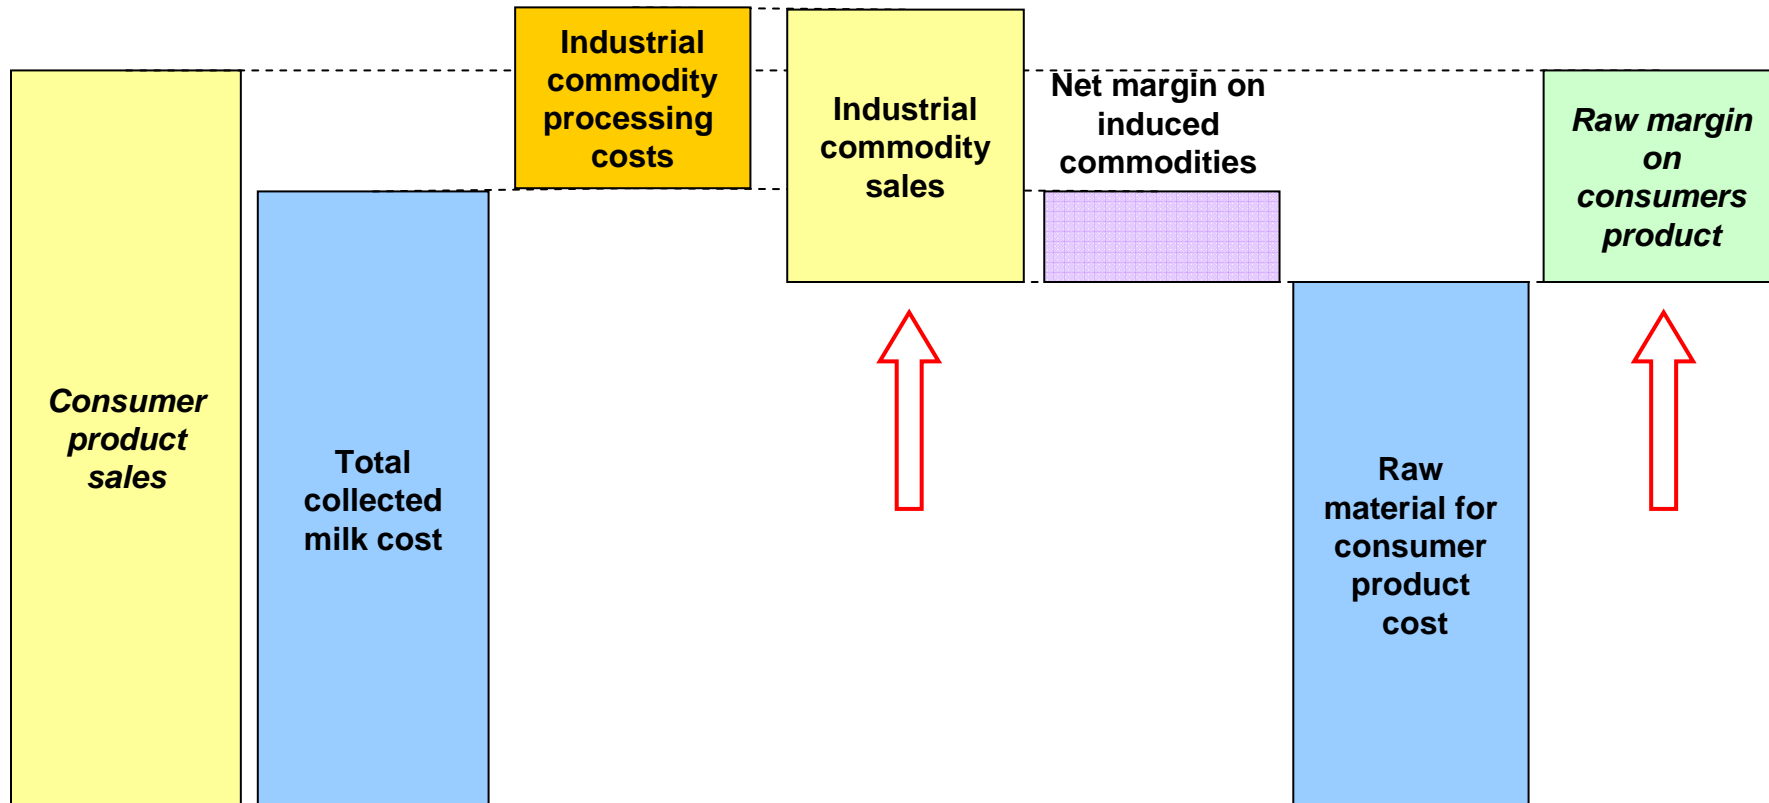 Consumer
product
sales
Total
collected
milk cost
Industrial
commodity
processing
costs
Industrial
commodity
sales
Net margin on
induced
commodities
Raw
material for
consumer
product
cost
Raw margin
on
consumers
product